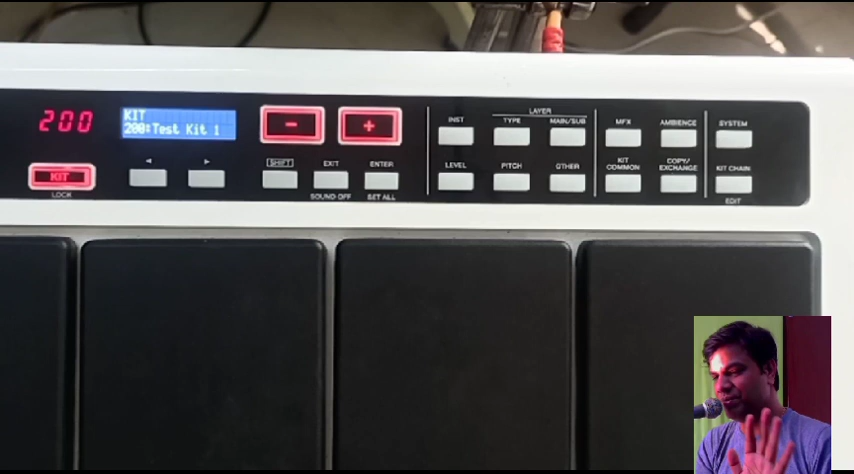 LAYER
INST
TYPE
MAIN/SUB
MFX
AMBIENCE
SYSTEM
200
KIT
200:Test Kit 1
-
+
KIT
LOCK
SHIFT
EXIT
ENTER
SOUND OFF
SET ALL
LEVEL
PITCH
OTHER
KIT
COMMON
COPY/
EXCHANGE
KIT CHAIN
EDIT